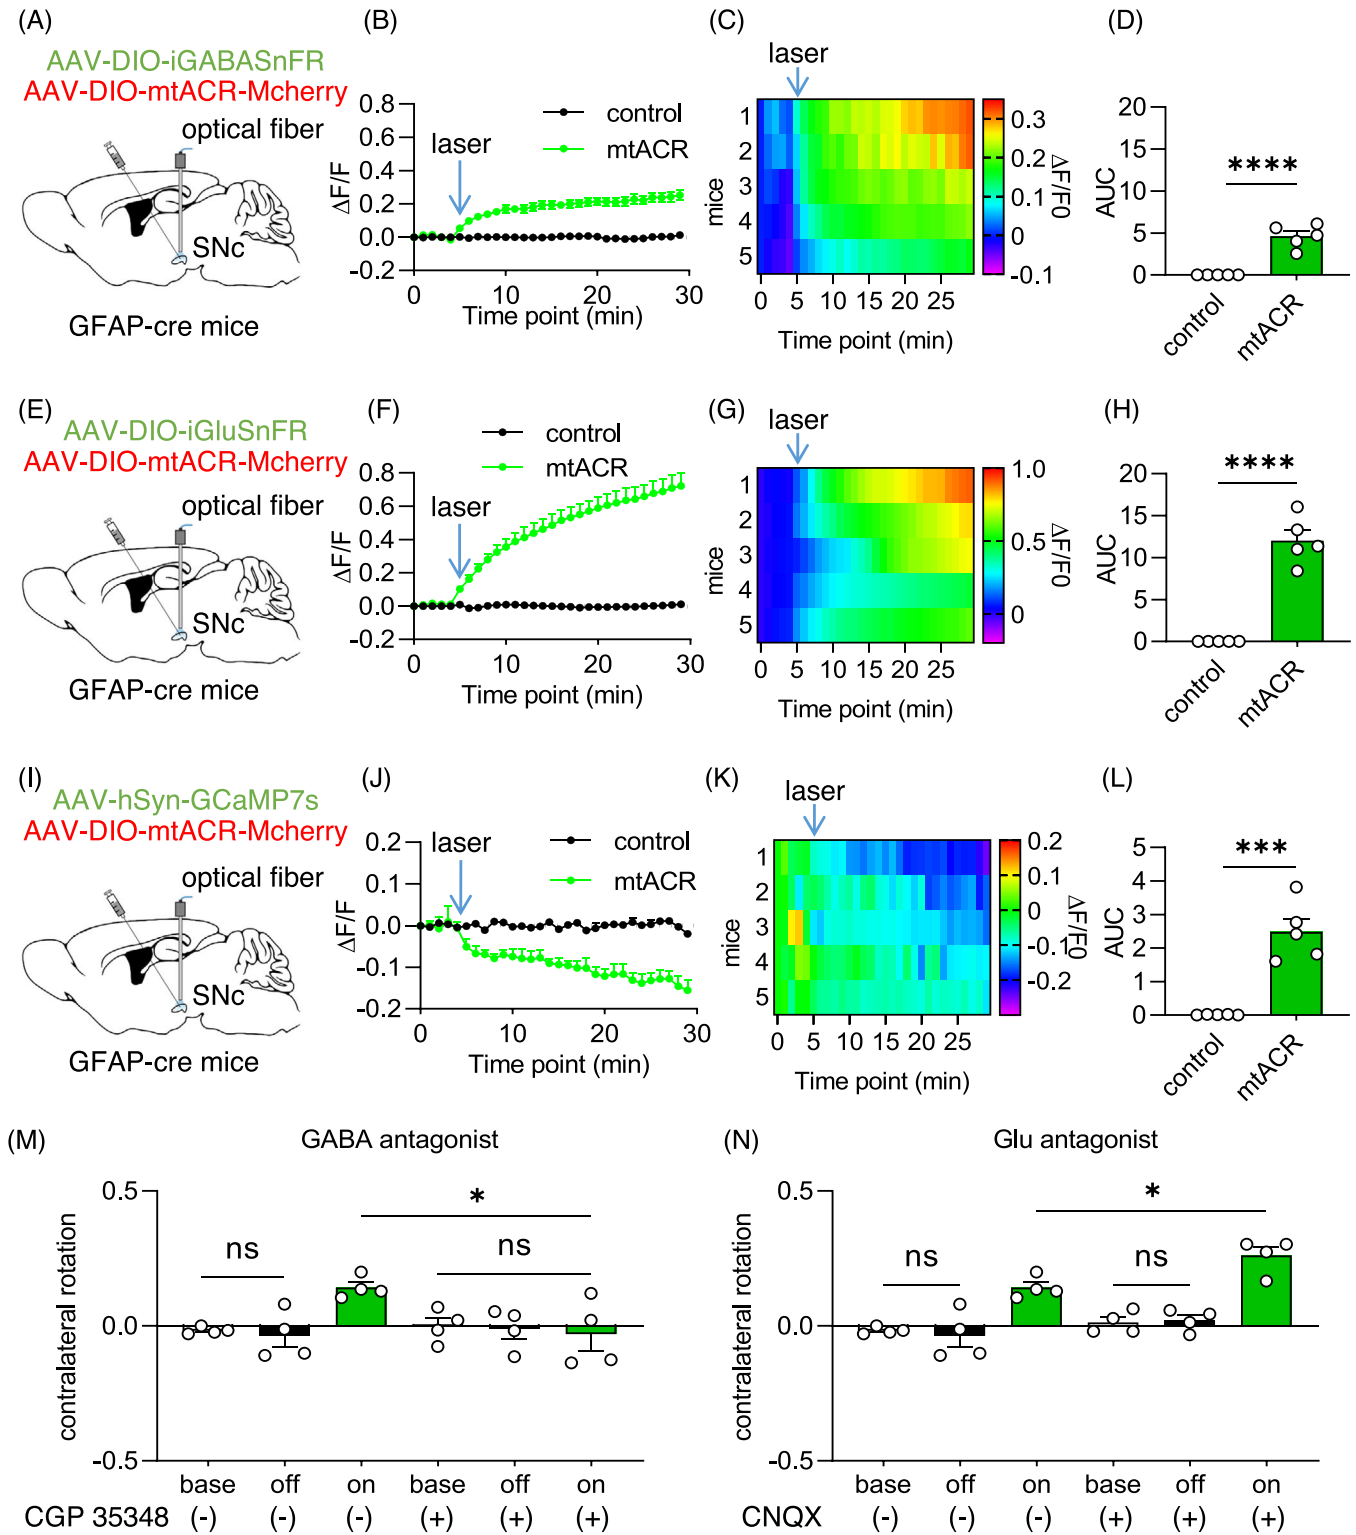 (A)
AAV-DIO-iGABASnFR
AAV-DIO-mtACR-Mcherry
optical fiber
SNc
GFAP-cre mice
(B)
control
mtACR
laser
0.8
0.6
0.4
0.2
0.0
-0.2
ΔF/F
0 10 20 30
Time point (min)
(C)
laser
mice
1
2
3
4
5
0 5 10 15 20 25
Time point (min)
0.3
0.2
0.1
0
-0.1
ΔF/F0
(D)
20
15
10
5
0
AUC
****
control
mtACR
(E)
AAV-DIO-iGluSnFR
AAV-DIO-mtACR-Mcherry
optical fiber
SNc
GFAP-cre mice
(F)
control
mtACR
laser
0.8
0.6
0.4
0.2
0.0
-0.2
ΔF/F
0 10 20 30
Time point (min)
(G)
laser
mice
1
2
3
4
5
0 5 10 15 20 25
Time point (min)
1.0
0.5
0
ΔF/F0
(H)
20
15
10
5
0
AUC
****
control
mtACR
(I)
AAV-hSyn-GCaMP7s
AAV-DIO-mtACR-Mcherry
optical fiber
SNc
GFAP-cre mice
(J)
control
mtACR
laser
0.2
0.1
0.0
-0.1
-0.2
ΔF/F
0 10 20 30
Time point (min)
(K)
laser
mice
1
2
3
4
5
0 5 10 15 20 25
Time point (min)
0.2
0.1
0
-0.1
-0.2
ΔF/F0
(L)
5
4
3
2
1
0
AUC
***
control
mtACR
(M)
GABA antagonist
contralateral rotation
0.5
0.0
-0.5
ns
*
ns
base off on base off on
CGP 35348 (-) (-) (-) (+) (+) (+)
(N)
Glu antagonist
contralateral rotation
0.5
0.0
-0.5
ns
*
ns
base off on base off on
CNQX (-) (-) (-) (+) (+) (+)